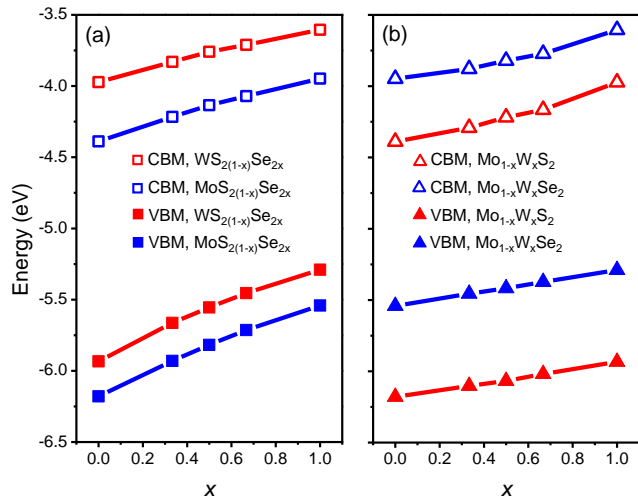 (a)
(b)
-3.5
-4.0
-4.5
-5.0
-5.5
-6.0
-6.5
Energy (eV)
CBM, WS2(1-x)Se2x
CBM, MoS2(1-x)Se2x
VBM, WS2(1-x)Se2x
VBM, MoS2(1-x)Se2x
CBM, Mo1-xWxS2
CBM, Mo1-xWxSe2
VBM, Mo1-xWxS2
VBM, Mo1-xWxSe2
0.0 0.2 0.4 0.6 0.8 1.0
0.0 0.2 0.4 0.6 0.8 1.0
x
x